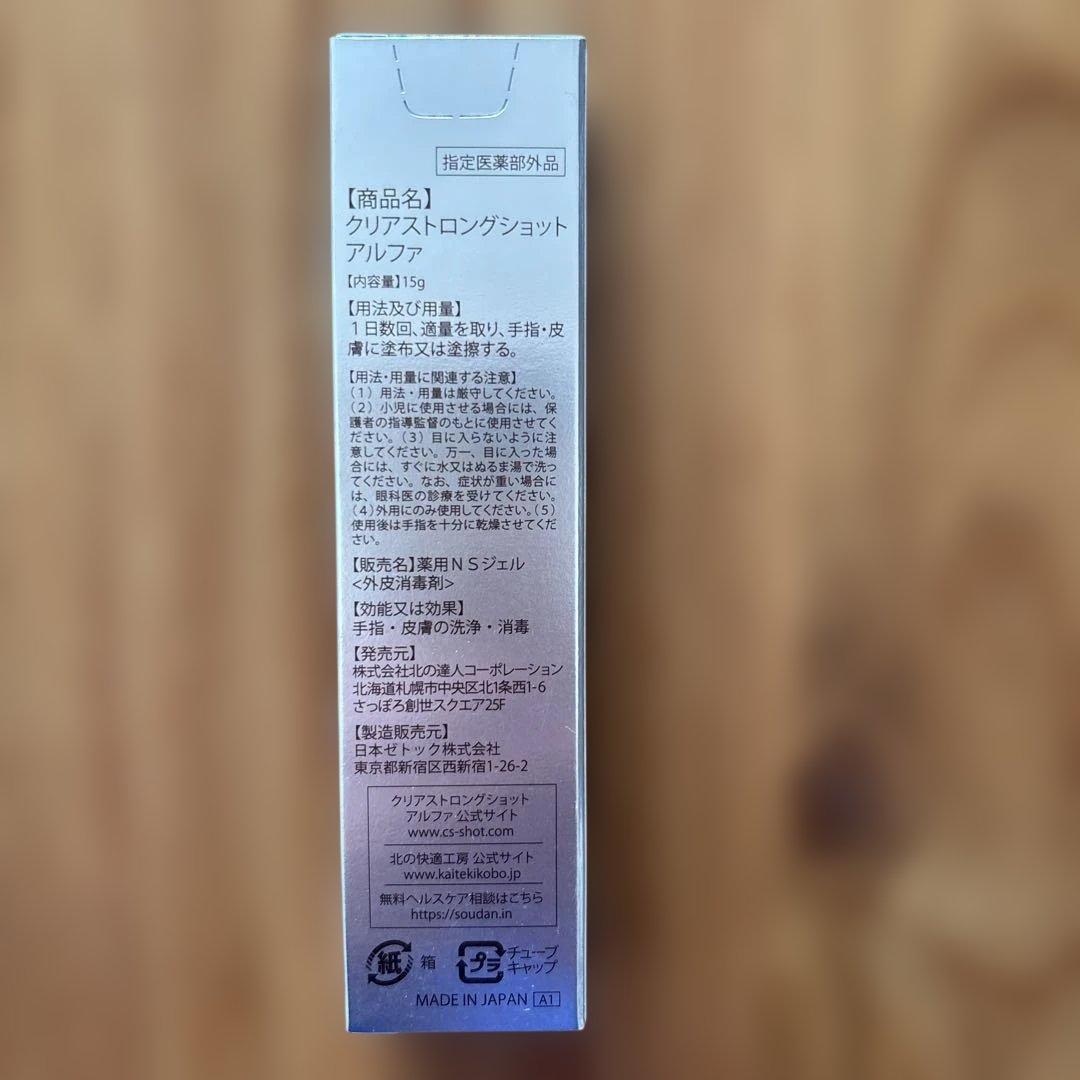 指定医薬部外品
【商品名】
クリアストロングショット
アルファ
【内容量】15g
【用法及び用量】
1日数回、適量を取り、手指・皮
膚に塗布又は塗擦する。
【用法・用量に関連する注意】
(1)用法・用量は厳守してください。
(2)小児に使用させる場合には、保
護者の指導監督のもとに使用させてく
ださい。(3)目に入らないように注
意してください。万一、目に入った場
合には、すぐに水又はぬるま湯で洗っ
てください。なお、症状が重い場合に
は、眼科医の診療を受けてください。
(4)外用にのみ使用してください。(5)
使用後は手指を十分に乾燥させてくだ
さい。
【販売名】薬用NSジェル
<外皮消毒剤>
【効能又は効果】
手指・皮膚の洗浄・消毒
【発売元】
株式会社北の達人コーポレーション
北海道札幌市中央区北1条西1-6
さっぽろ創世スクエア25F
【製造販売元】
日本ゼトック株式会社
東京都新宿区西新宿1-26-2
クリアストロングショット
アルファ 公式サイト
www.cs-shot.com
北の快適工房 公式サイト
www.kaitekikobo.jp
無料ヘルスケア相談はこちら
https://soudan.in
紙 箱 プラ チューブ
キャップ
MADE IN JAPAN A1